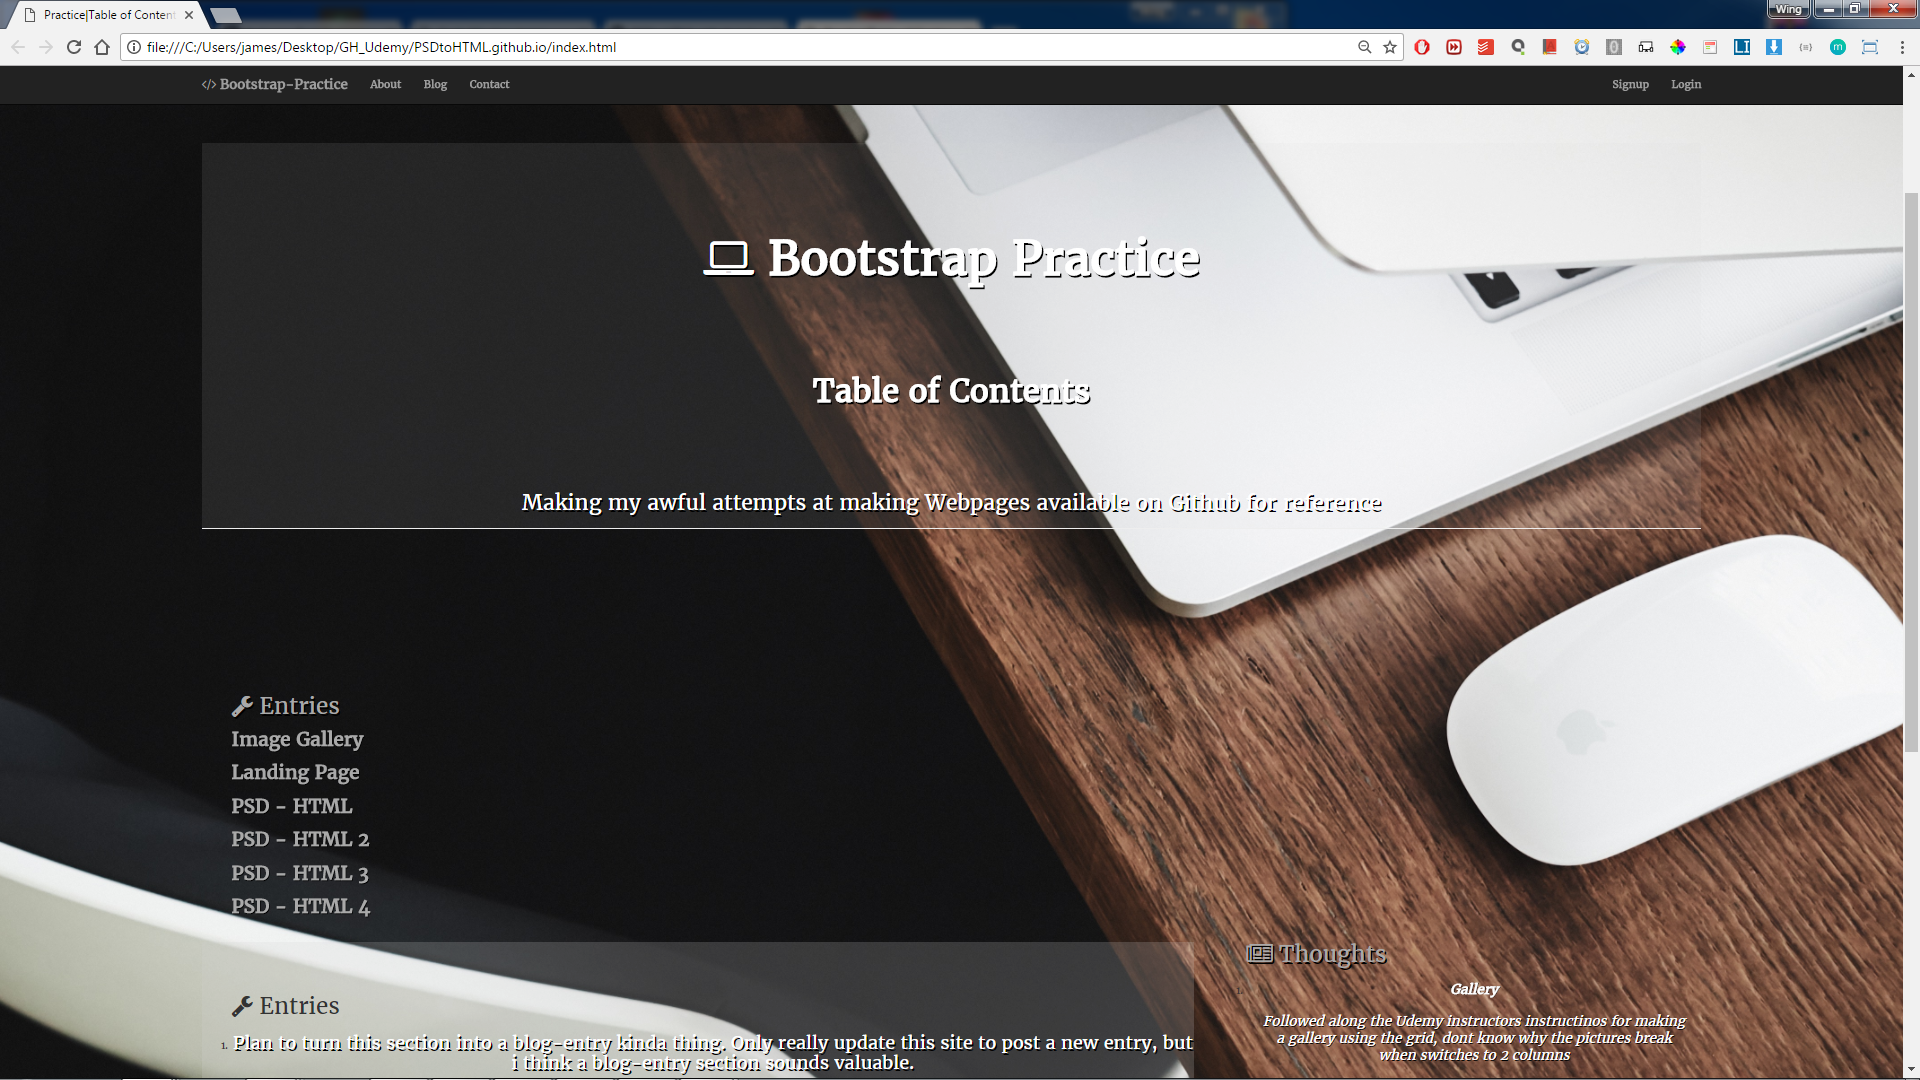 Practice|Table of Content
Wing
file:///C:/Users/james/Desktop/GH_Udemy/PSDtoHTML.github.io/index.html
</> Bootstrap-Practice About Blog Contact Signup Login
Bootstrap Practice
Table of Contents
Making my awful attempts at making Webpages available on Github for reference
Entries
Image Gallery
Landing Page
PSD - HTML
PSD - HTML 2
PSD - HTML 3
PSD - HTML 4
Entries
1. Plan to turn this section into a blog-entry kinda thing. Only really update this site to post a new entry, but
i think a blog-entry section sounds valuable.
Thoughts
1. Gallery
Followed along the Udemy instructors instructinos for making
a gallery using the grid, dont know why the pictures break
when switches to 2 columns